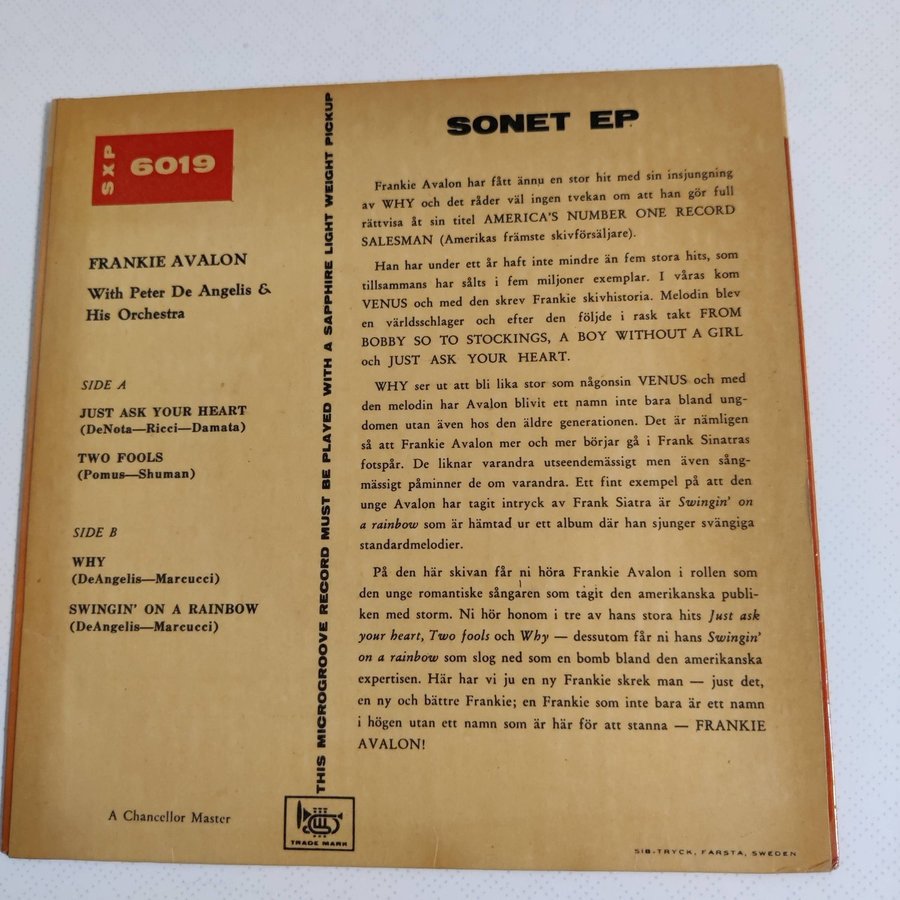 SXP 6019
FRANKIE AVALON
With Peter De Angelis &
His Orchestra
SIDE A
JUST ASK YOUR HEART
(DeNota—Ricci—Damata)
TWO FOOLS
(Pomus—Shuman)
SIDE B
WHY
(DeAngelis—Marcucci)
SWINGIN' ON A RAINBOW
(DeAngelis—Marcucci)
A Chancellor Master
THIS MICROGROOVE RECORD MUST BE PLAYED WITH A SAPPHIRE LIGHT WEIGHT PICKUP
TRADE MARK
SONET EP
Frankie Avalon har fått ännu en stor hit med sin insjungning
av WHY och det råder väl ingen tvekan om att han gör full
rättvisa åt sin titel AMERICA'S NUMBER ONE RECORD
SALESMAN (Amerikas främste skivförsäljare).
Han har under ett år haft inte mindre än fem stora hits, som
tillsammans har sålts i fem miljoner exemplar. I våras kom
VENUS och med den skrev Frankie skivhistoria. Melodin blev
en världsschlager och efter den följde i rask takt FROM
BOBBY SO TO STOCKINGS, A BOY WITHOUT A GIRL
och JUST ASK YOUR HEART.
WHY ser ut att bli lika stor som någonsin VENUS och med
den melodin har Avalon blivit ett namn inte bara bland ung-
domen utan även hos den äldre generationen. Det är nämligen
så att Frankie Avalon mer och mer börjar gå i Frank Sinatras
fotspår. De liknar varandra utseendemässigt men även sång-
mässigt påminner de om varandra. Ett fint exempel på att den
unge Avalon har tagit intryck av Frank Siatra är Swingin' on
a rainbow som är hämtad ur ett album där han sjunger svängiga
standardmelodier.
På den här skivan får ni höra Frankie Avalon i rollen som
den unge romantiske sångaren som tagit den amerikanska publi-
ken med storm. Ni hör honom i tre av hans stora hits Just ask
your heart, Two fools och Why — dessutom får ni hans Swingin'
on a rainbow som slog ned som en bomb bland den amerikanska
expertisen. Här har vi ju en ny Frankie skrek man — just det,
en ny och bättre Frankie; en Frankie som inte bara är ett namn
i högen utan ett namn som är här för att stanna — FRANKIE
AVALON!
SIB-TRYCK, FARSTA, SWEDEN